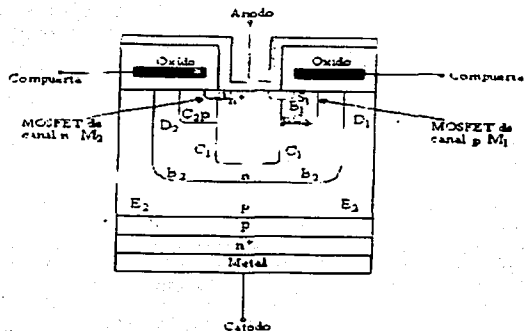 Anodo
Oxido
Oxido
Compuerta
Compuerta
n+
S1
B1
MOSFET de
canal n M2
D2
C2 p
D1
MOSFET de
canal p M1
C1
C1
B2
n
B2
E2
p
E2
p
n+
Metal
Catodo